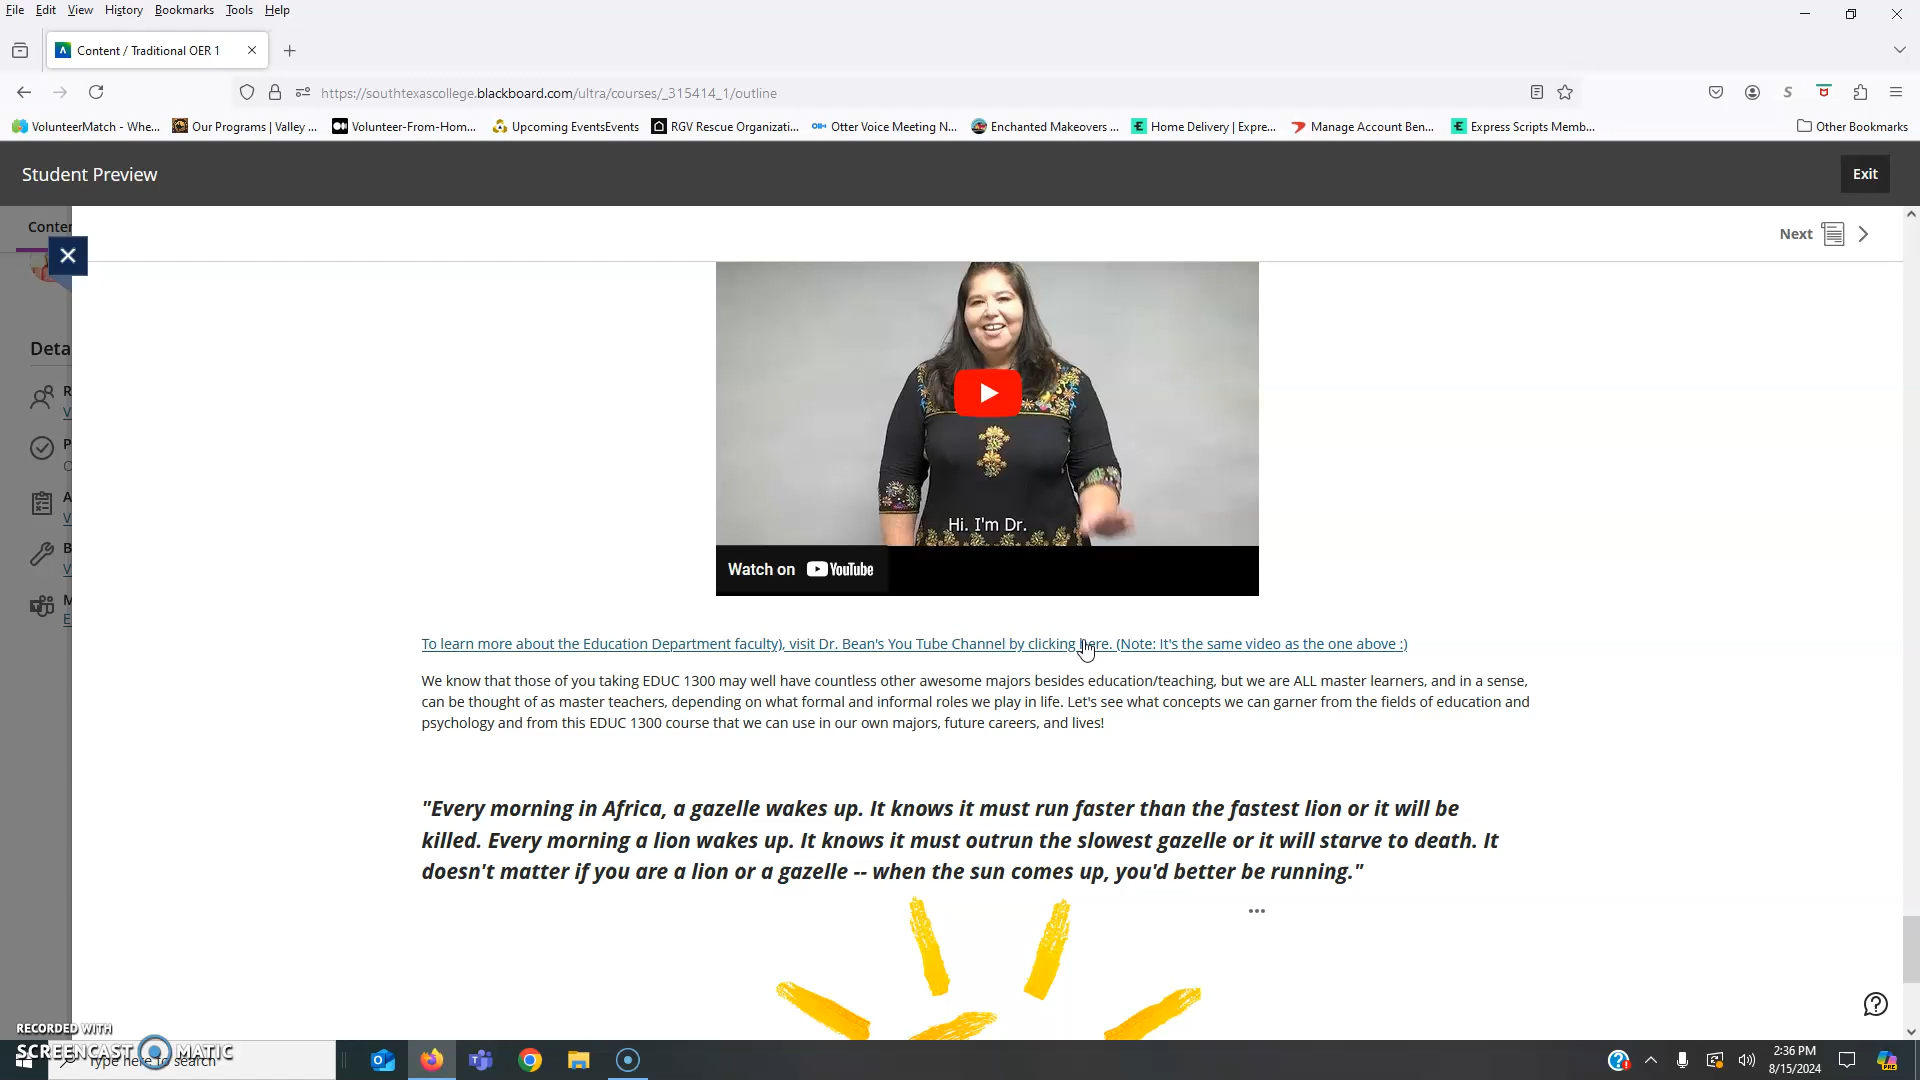 File Edit View History Bookmarks Tools Help
Content / Traditional OER 1
https://southtexascollege.blackboard.com/ultra/courses/_315414_1/outline
VolunteerMatch - Whe... Our Programs | Valley ... Volunteer-From-Hom... Upcoming EventsEvents RGV Rescue Organizati... Otter Voice Meeting N... Enchanted Makeovers ... Home Delivery | Expre... Manage Account Ben... Express Scripts Memb... Other Bookmarks
Student Preview Exit
Conten
Next
Deta
R
V
P
C
A
V
B
V
M
E
Hi. I'm Dr.
Watch on YouTube
To learn more about the Education Department faculty), visit Dr. Bean's You Tube Channel by clicking here. (Note: It's the same video as the one above :)
We know that those of you taking EDUC 1300 may well have countless other awesome majors besides education/teaching, but we are ALL master learners, and in a sense,
can be thought of as master teachers, depending on what formal and informal roles we play in life. Let's see what concepts we can garner from the fields of education and
psychology and from this EDUC 1300 course that we can use in our own majors, future careers, and lives!
"Every morning in Africa, a gazelle wakes up. It knows it must run faster than the fastest lion or it will be
killed. Every morning a lion wakes up. It knows it must outrun the slowest gazelle or it will starve to death. It
doesn't matter if you are a lion or a gazelle -- when the sun comes up, you'd better be running."
RECORDED WITH
SCREENCAST MATIC
Type here to search
2:36 PM
8/15/2024